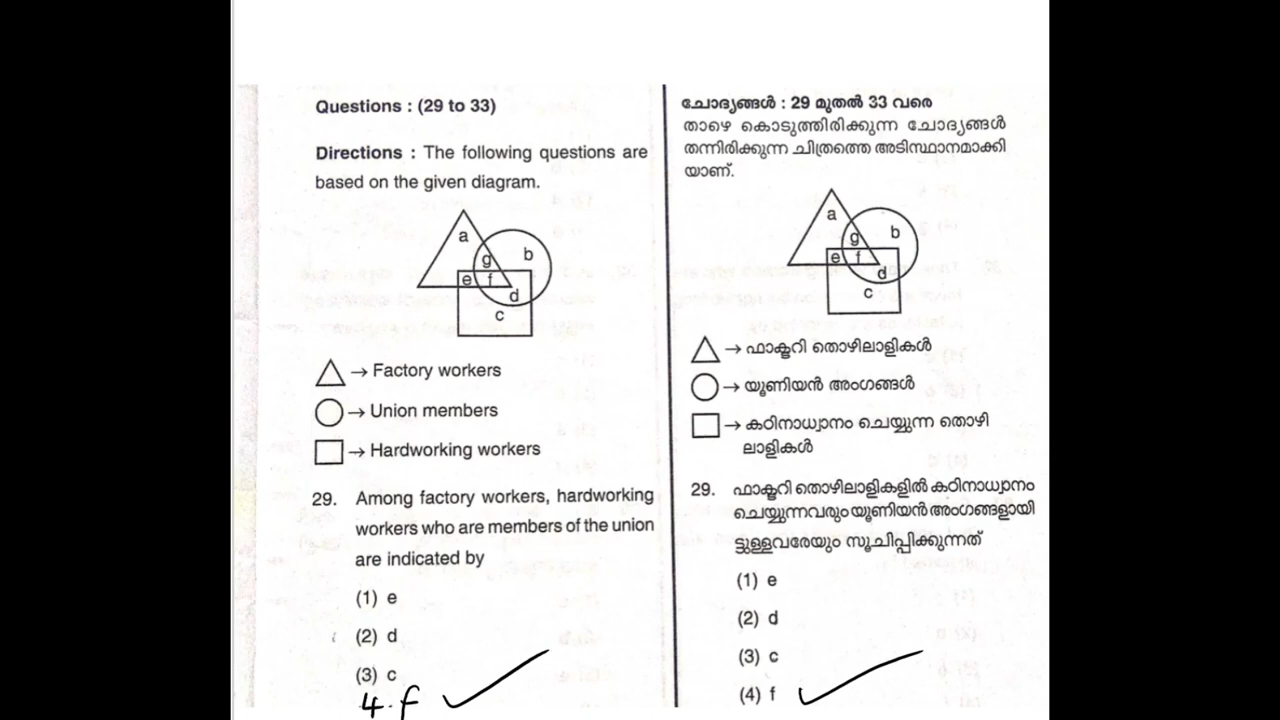 Questions : (29 to 33)
Directions : The following questions are
based on the given diagram.
a
b
g
e f
d
c
→ Factory workers
→ Union members
→ Hardworking workers
29. Among factory workers, hardworking
workers who are members of the union
are indicated by
(1) e
(2) d
(3) c
4. f
ചോദ്യങ്ങൾ : 29 മുതൽ 33 വരെ
താഴെ കൊടുത്തിരിക്കുന്ന ചോദ്യങ്ങൾ
തന്നിരിക്കുന്ന ചിത്രത്തെ അടിസ്ഥാനമാക്കി
യാണ്.
a
b
g
e f
d
c
→ ഫാക്ടറി തൊഴിലാളികൾ
→ യൂണിയൻ അംഗങ്ങൾ
→ കഠിനാധ്വാനം ചെയ്യുന്ന തൊഴി
ലാളികൾ
29. ഫാക്ടറി തൊഴിലാളികളിൽ കഠിനാധ്വാനം
ചെയ്യുന്നവരും യൂണിയൻ അംഗങ്ങളായി
ട്ടുള്ളവരേയും സൂചിപ്പിക്കുന്നത്
(1) e
(2) d
(3) c
(4) f